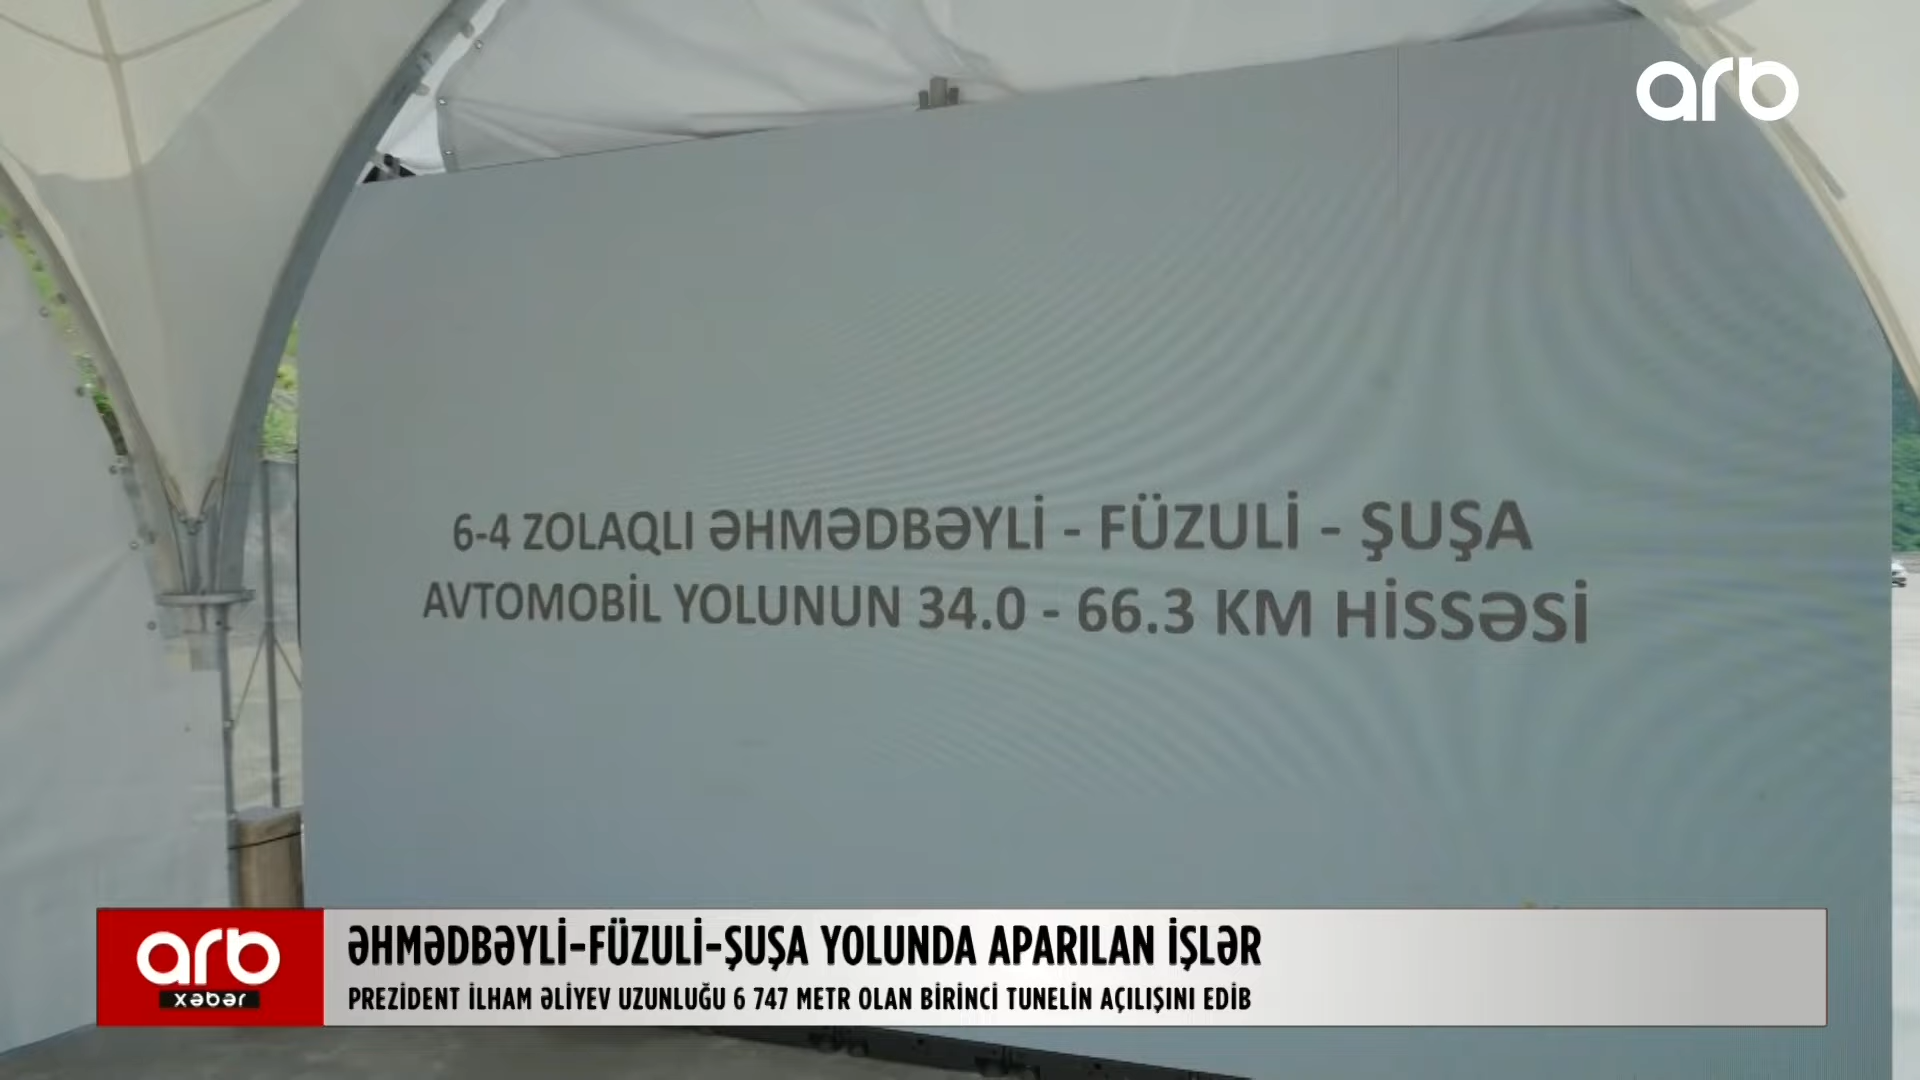 arb
6-4 ZOLAQLI ƏHMƏDBƏYLİ - FÜZULİ - ŞUŞA
AVTOMOBİL YOLUNUN 34.0 - 66.3 KM HİSSƏSİ
arb
xəbər
ƏHMƏDBƏYLİ-FÜZULİ-ŞUŞA YOLUNDA APARILAN İŞLƏR
PREZİDENT İLHAM ƏLİYEV UZUNLUĞU 6 747 METR OLAN BİRİNCİ TUNELİN AÇILIŞINI EDİB